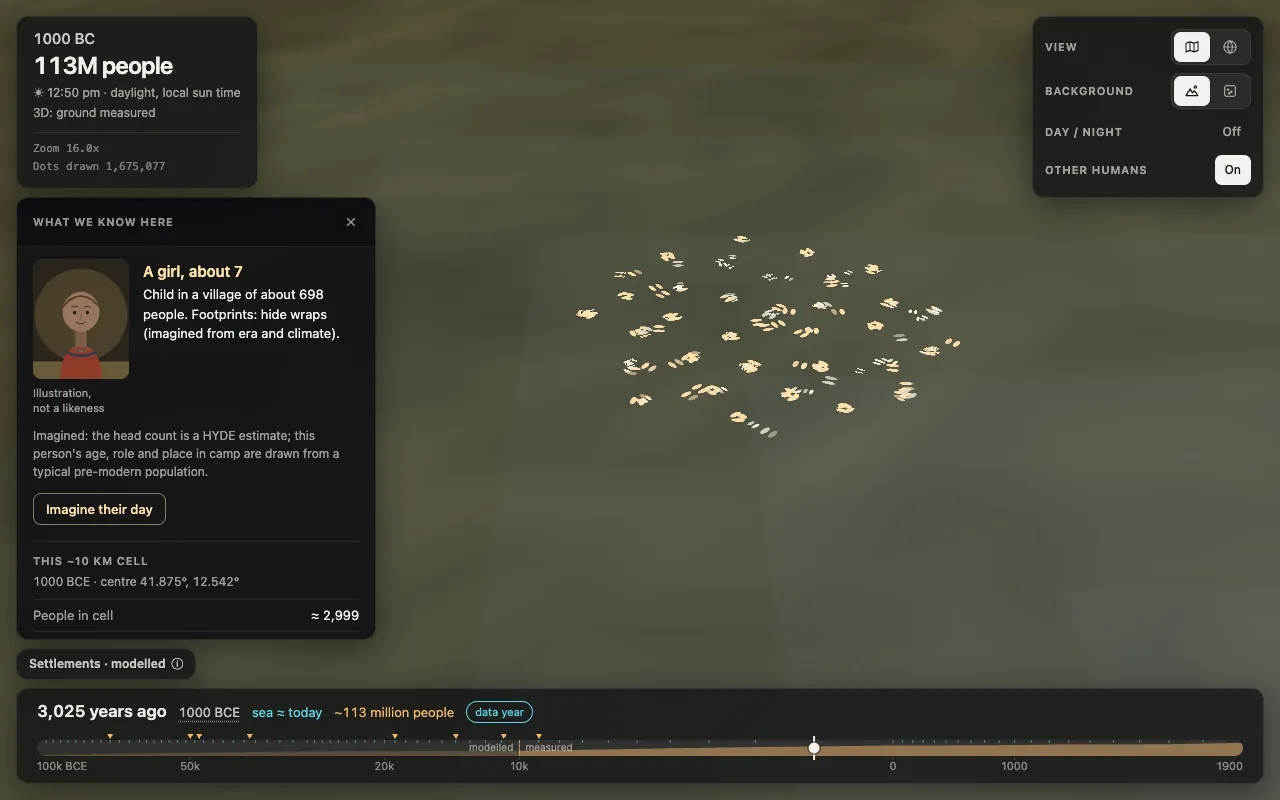 1000 BC
113M people
☀ 12:50 pm · daylight, local sun time
3D: ground measured
Zoom 16.0x
Dots drawn 1,675,077
VIEW
BACKGROUND
DAY / NIGHT Off
OTHER HUMANS On
WHAT WE KNOW HERE ✕
A girl, about 7
Child in a village of about 698
people. Footprints: hide wraps
(imagined from era and climate).
Illustration,
not a likeness
Imagined: the head count is a HYDE estimate; this
person's age, role and place in camp are drawn from a
typical pre-modern population.
Imagine their day
THIS ~10 KM CELL
1000 BCE · centre 41.875°, 12.542°
People in cell ≈ 2,999
Settlements · modelled ⓘ
3,025 years ago 1000 BCE sea ≈ today ~113 million people data year
modelled measured
100k BCE 50k 20k 10k 0 1000 1900